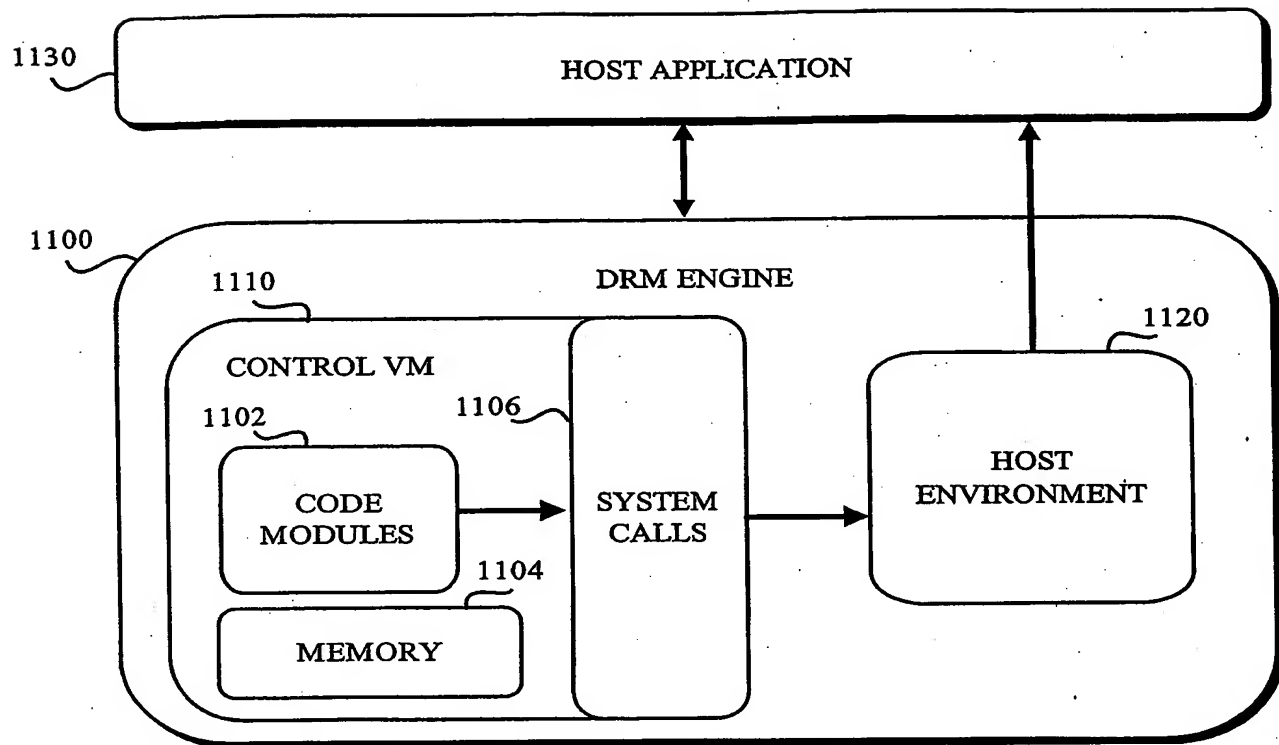 1130
HOST APPLICATION
1100
DRM ENGINE
1110
1120
CONTROL VM
1106
1102
CODE
MODULES
SYSTEM
CALLS
HOST
ENVIRONMENT
1104
MEMORY